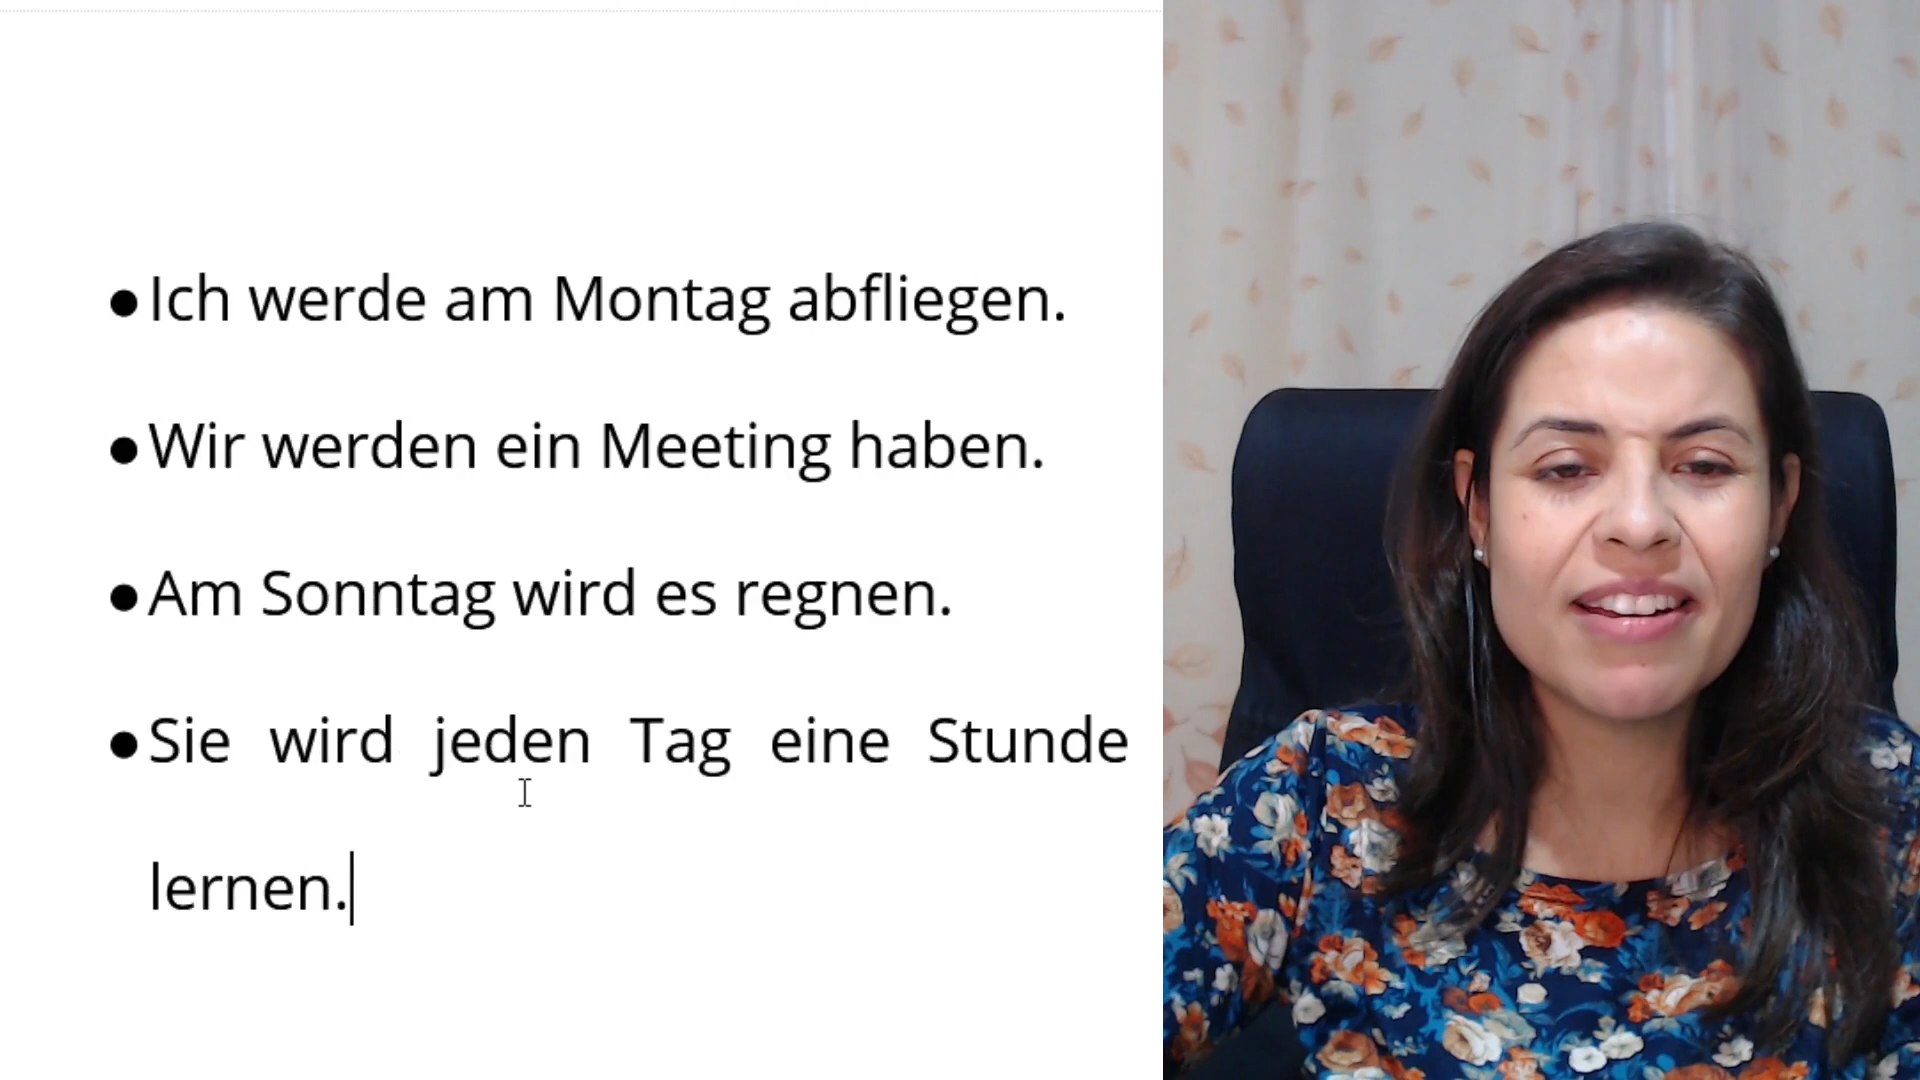 ● Ich werde am Montag abfliegen.
● Wir werden ein Meeting haben.
● Am Sonntag wird es regnen.
● Sie wird jeden Tag eine Stunde
lernen.